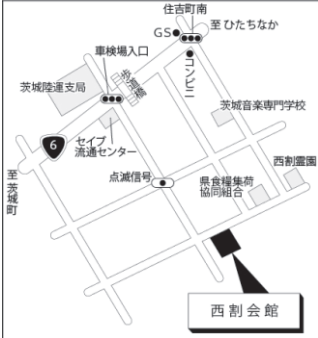 住吉町南
至 ひたちなか
GS
車検場入口
歩道橋
コンビニ
茨城陸運支局
茨城音楽専門学校
6
セイブ
流通センター
西割霊園
至 茨城町
点滅信号
県食糧集荷
協同組合
西割会館